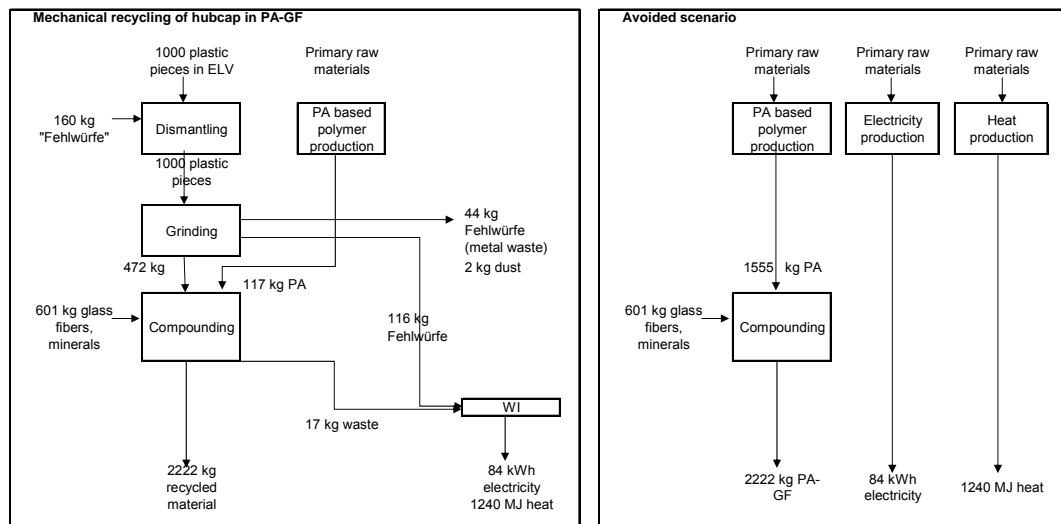 Mechanical recycling of hubcap in PA-GF
1000 plastic
pieces in ELV
Primary raw
materials
160 kg
"Fehlwürfe"
Dismantling
PA based
polymer
production
1000 plastic
pieces
Grinding
44 kg
Fehlwürfe
(metal waste)
2 kg dust
472 kg
117 kg PA
601 kg glass
fibers,
minerals
Compounding
116 kg
Fehlwürfe
WI
17 kg waste
2222 kg
recycled
material
84 kWh
electricity
1240 MJ heat
Avoided scenario
Primary raw
materials
Primary raw
materials
Primary raw
materials
PA based
polymer
production
Electricity
production
Heat
production
1555 kg PA
601 kg glass
fibers,
minerals
Compounding
2222 kg PA-
GF
84 kWh
electricity
1240 MJ heat